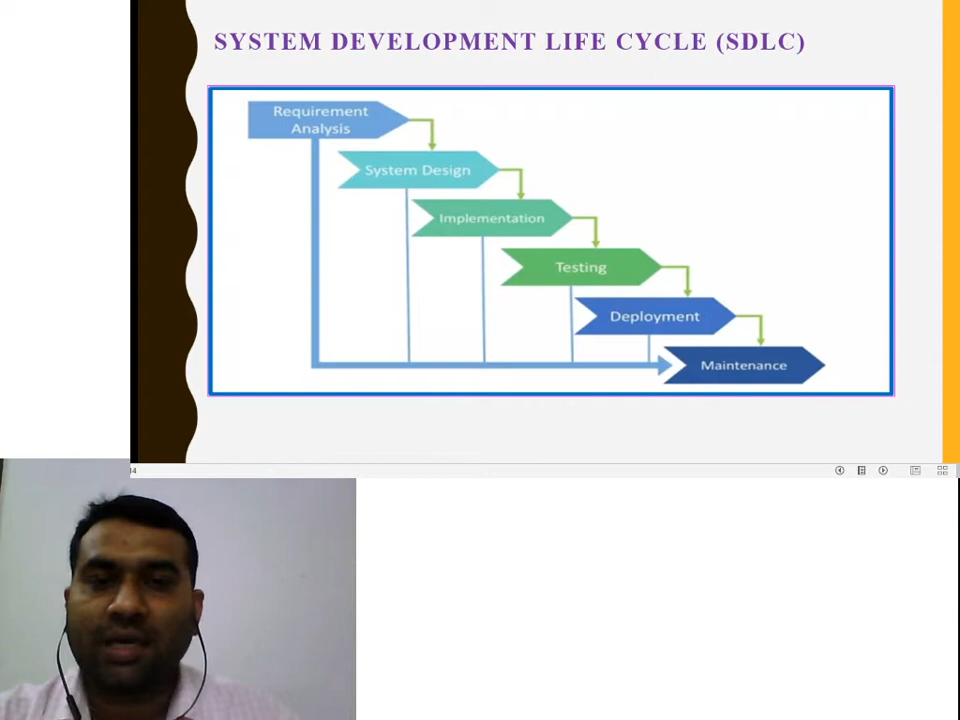 SYSTEM DEVELOPMENT LIFE CYCLE (SDLC)
Requirement
Analysis
System Design
Implementation
Testing
Deployment
Maintenance